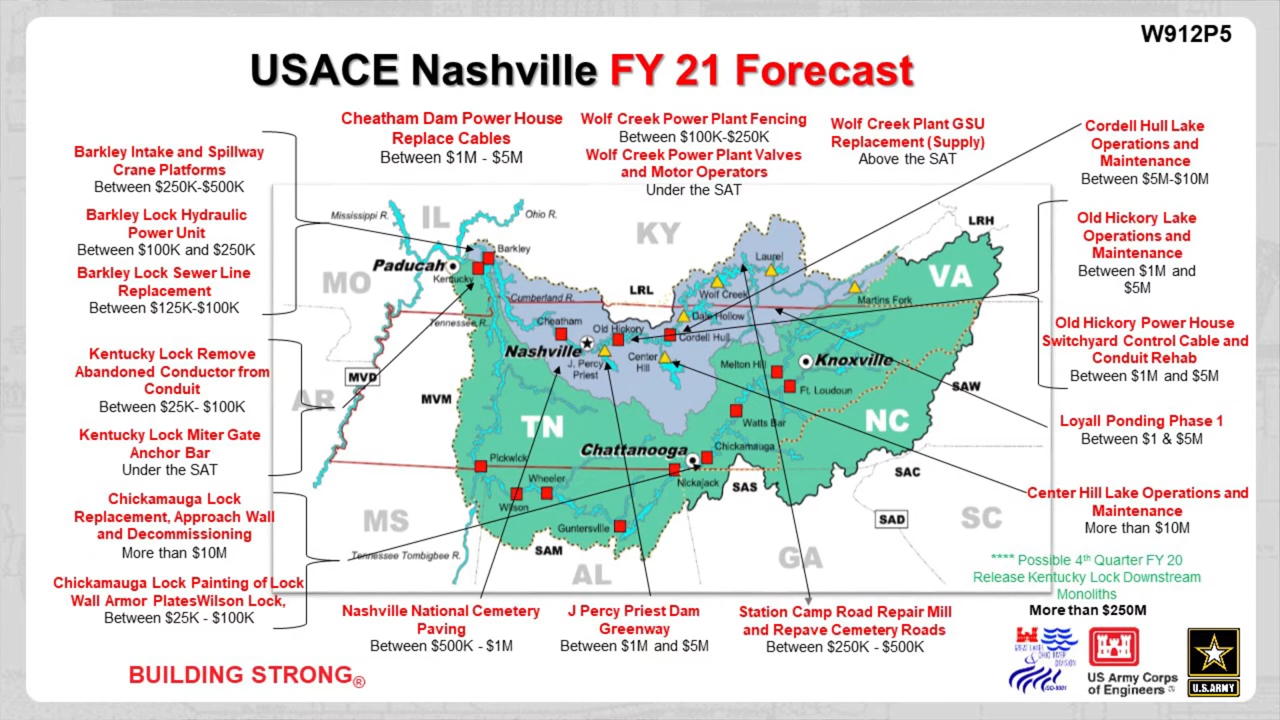 W912P5
USACE Nashville FY 21 Forecast
Cheatham Dam Power House
Replace Cables
Between $1M - $5M
Wolf Creek Power Plant Fencing
Between $100K-$250K
Wolf Creek Power Plant Valves
and Motor Operators
Under the SAT
Wolf Creek Plant GSU
Replacement (Supply)
Above the SAT
Cordell Hull Lake
Operations and
Maintenance
Between $5M-$10M
Barkley Intake and Spillway
Crane Platforms
Between $250K-$500K
Barkley Lock Hydraulic
Power Unit
Between $100K and $250K
Barkley Lock Sewer Line
Replacement
Between $125K-$100K
Kentucky Lock Remove
Abandoned Conductor from
Conduit
Between $25K- $100K
Kentucky Lock Miter Gate
Anchor Bar
Under the SAT
Chickamauga Lock
Replacement, Approach Wall
and Decommissioning
More than $10M
Chickamauga Lock Painting of Lock
Wall Armor PlatesWilson Lock,
Between $25K - $100K
Old Hickory Lake
Operations and
Maintenance
Between $1M and
$5M
Old Hickory Power House
Switchyard Control Cable and
Conduit Rehab
Between $1M and $5M
Loyall Ponding Phase 1
Between $1 & $5M
Center Hill Lake Operations and
Maintenance
More than $10M
**** Possible 4th Quarter FY 20
Release Kentucky Lock Downstream
Monoliths
More than $250M
Mississippi R.
IL
Ohio R.
KY
LRH
MO
Paducah
Barkley
Kentucky
LRL
Laurel
VA
Cumberland R.
Wolf Creek
Martins Fork
Tennessee R.
Cheatham
Old Hickory
Dale Hollow
Cordell Hull
Nashville
J. Percy
Priest
Center
Hill
Melton Hill
Knoxville
MVD
AR
MVM
Ft. Loudoun
SAW
TN
Watts Bar
NC
Chattanooga
Chickamauga
Pickwick
Wheeler
Nickajack
SAS
SAC
Wilson
Guntersville
MS
SAD
SC
Tennessee Tombigbee R.
SAM
AL
GA
Nashville National Cemetery
Paving
Between $500K - $1M
J Percy Priest Dam
Greenway
Between $1M and $5M
Station Camp Road Repair Mill
and Repave Cemetery Roads
Between $250K - $500K
BUILDING STRONG®
US Army Corps
of Engineers ®
U.S.ARMY